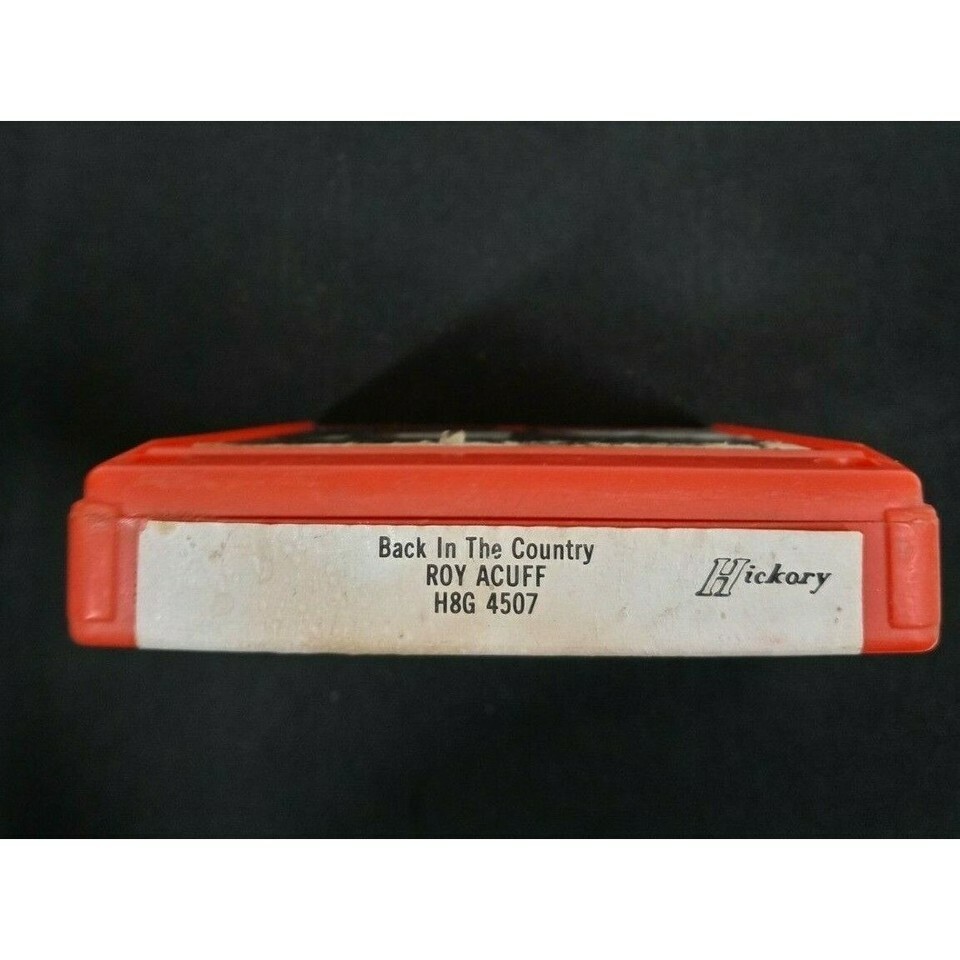 Back In The Country
ROY ACUFF
H8G 4507
Hickory